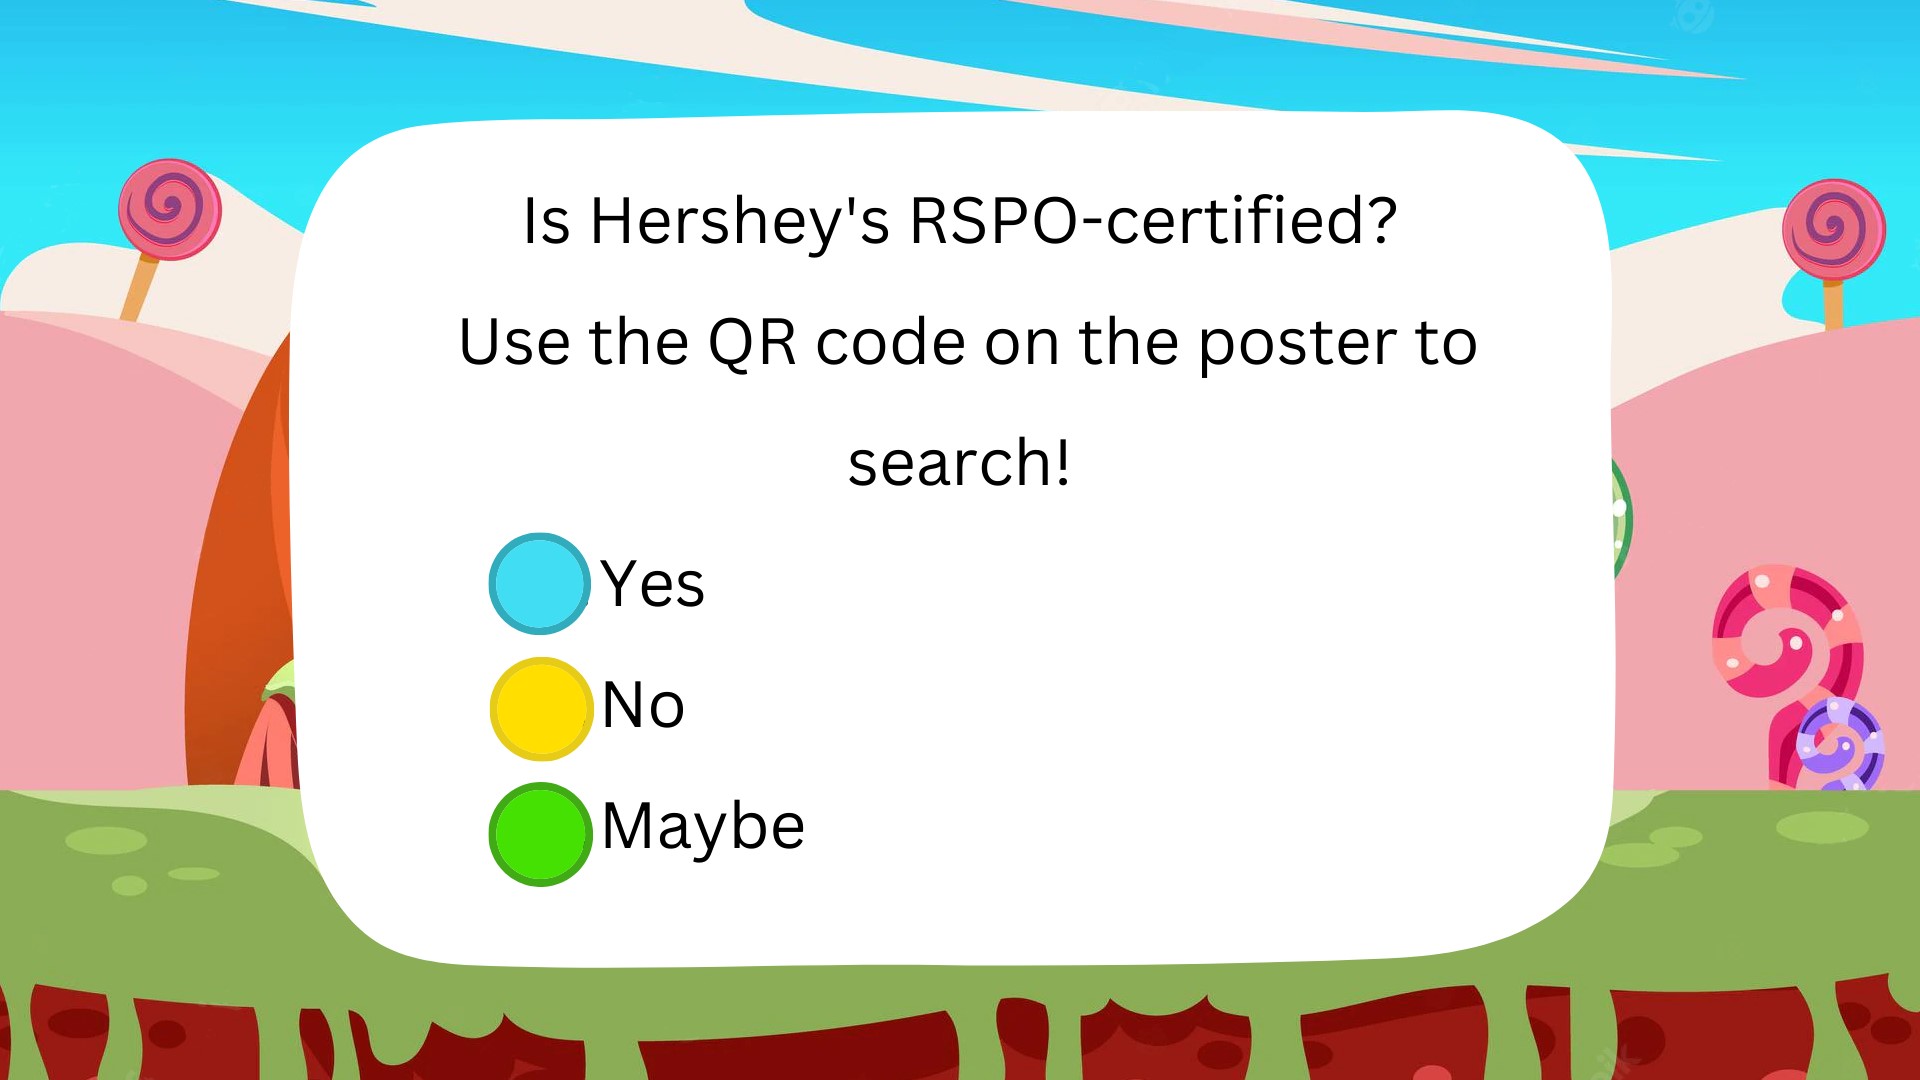 Is Hershey's RSPO-certified?
Use the QR code on the poster to
search!
Yes
No
Maybe